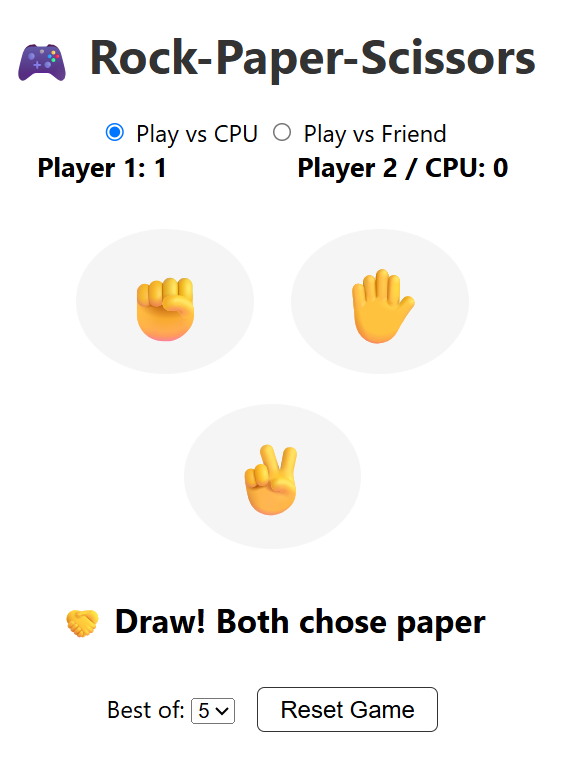 Rock-Paper-Scissors
Play vs CPU Play vs Friend
Player 1: 1 Player 2 / CPU: 0
Draw! Both chose paper
Best of: 5 Reset Game